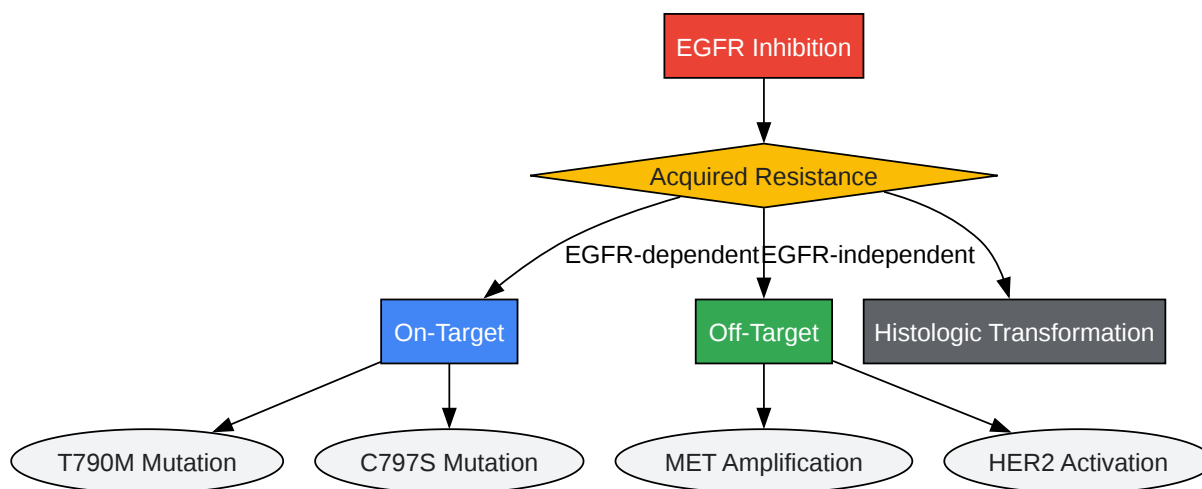 EGFR Inhibition
Acquired Resistance
EGFR-dependent
EGFR-independent
On-Target
Off-Target
Histologic Transformation
T790M Mutation
C797S Mutation
MET Amplification
HER2 Activation